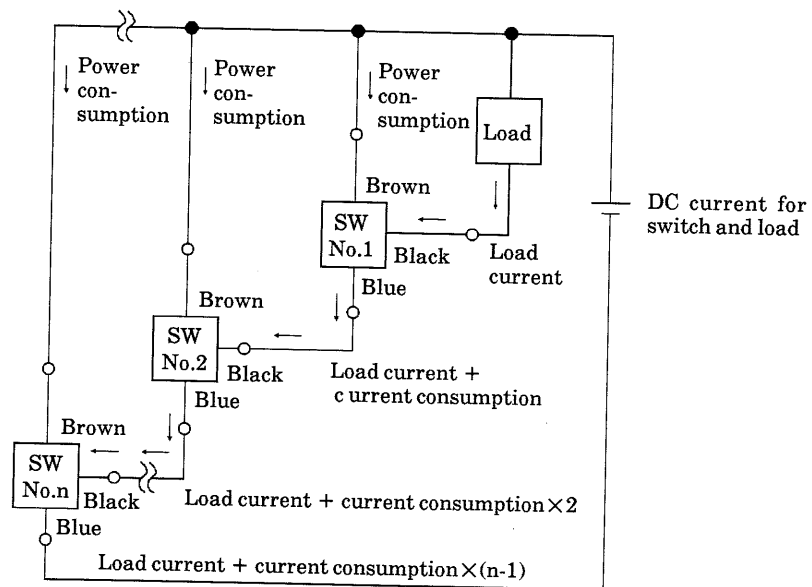 Power
con-
sumption
Power
con-
sumption
Power
con-
sumption
Load
Brown
DC current for
switch and load
SW
No.1
Black
Load
current
Blue
Brown
SW
No.2
Black
Load current +
c urrent consumption
Blue
Brown
SW
No.n
Black
Load current + current consumption×2
Blue
Load current + current consumption×(n-1)